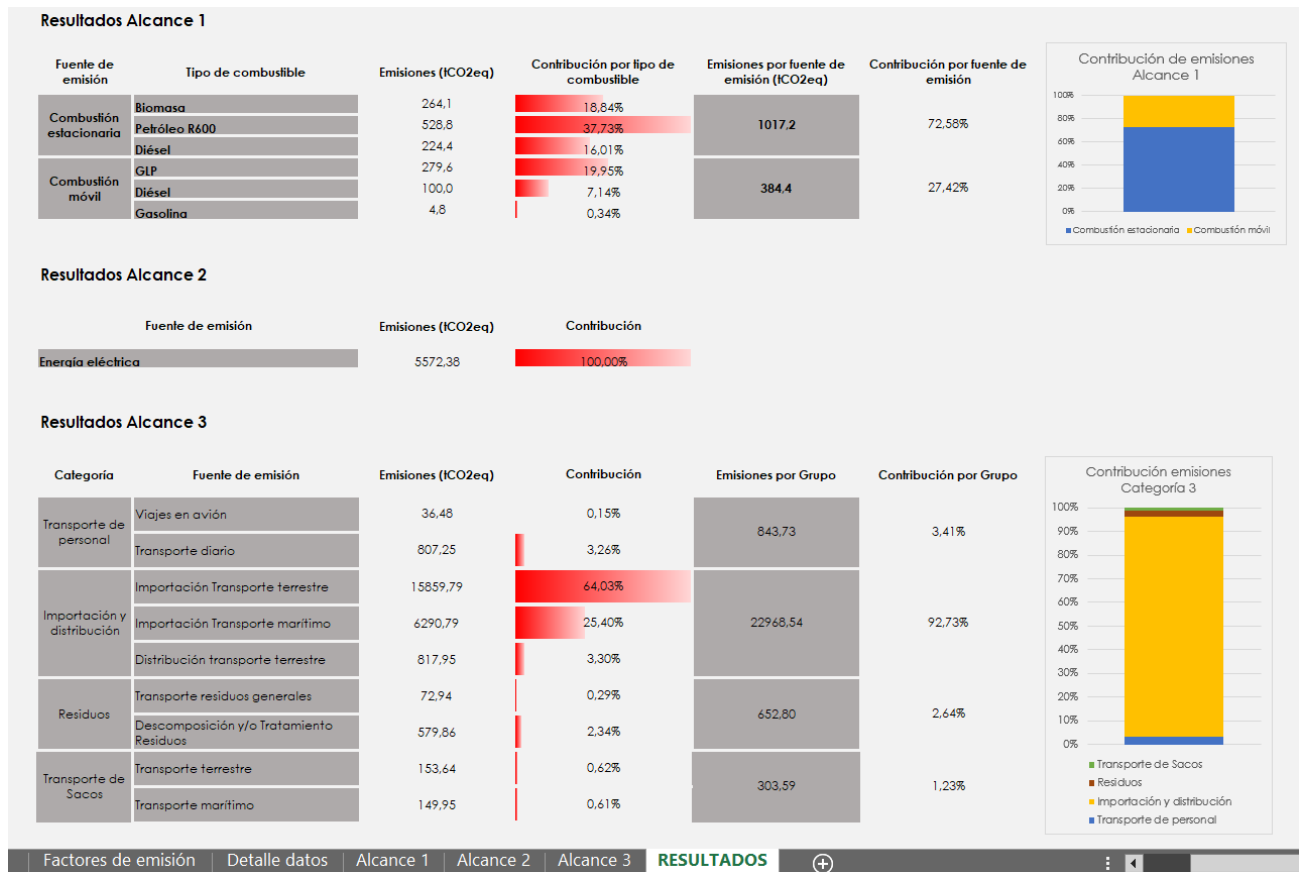 Resultados Alcance 1
Fuente de emisión Tipo de combustible Emisiones (tCO2eq) Contribución por tipo de combustible Emisiones por fuente de emisión (tCO2eq) Contribución por fuente de emisión
Combustión estacionaria Biomasa 264,1 18,84% 1017,2 72,58%
Petróleo R600 528,8 37,73%
Diésel 224,4 16,01%
Combustión móvil GLP 279,6 19,95% 384,4 27,42%
Diésel 100,0 7,14%
Gasolina 4,8 0,34%
Contribución de emisiones
Alcance 1
100%
80%
60%
40%
20%
0%
Combustión estacionaria Combustión móvil
Resultados Alcance 2
Fuente de emisión Emisiones (tCO2eq) Contribución
Energía eléctrica 5572,38 100,00%
Resultados Alcance 3
Categoría Fuente de emisión Emisiones (tCO2eq) Contribución Emisiones por Grupo Contribución por Grupo
Transporte de personal Viajes en avión 36,48 0,15% 843,73 3,41%
Transporte diario 807,25 3,26%
Importación y distribución Importación Transporte terrestre 15859,79 64,03% 22968,54 92,73%
Importación Transporte marítimo 6290,79 25,40%
Distribución transporte terrestre 817,95 3,30%
Residuos Transporte residuos generales 72,94 0,29% 652,80 2,64%
Descomposición y/o Tratamiento Residuos 579,86 2,34%
Transporte de Sacos Transporte terrestre 153,64 0,62% 303,59 1,23%
Transporte marítimo 149,95 0,61%
Contribución emisiones
Categoría 3
100%
90%
80%
70%
60%
50%
40%
30%
20%
10%
0%
Transporte de Sacos
Residuos
Importación y distribución
Transporte de personal
Factores de emisión Detalle datos Alcance 1 Alcance 2 Alcance 3 RESULTADOS